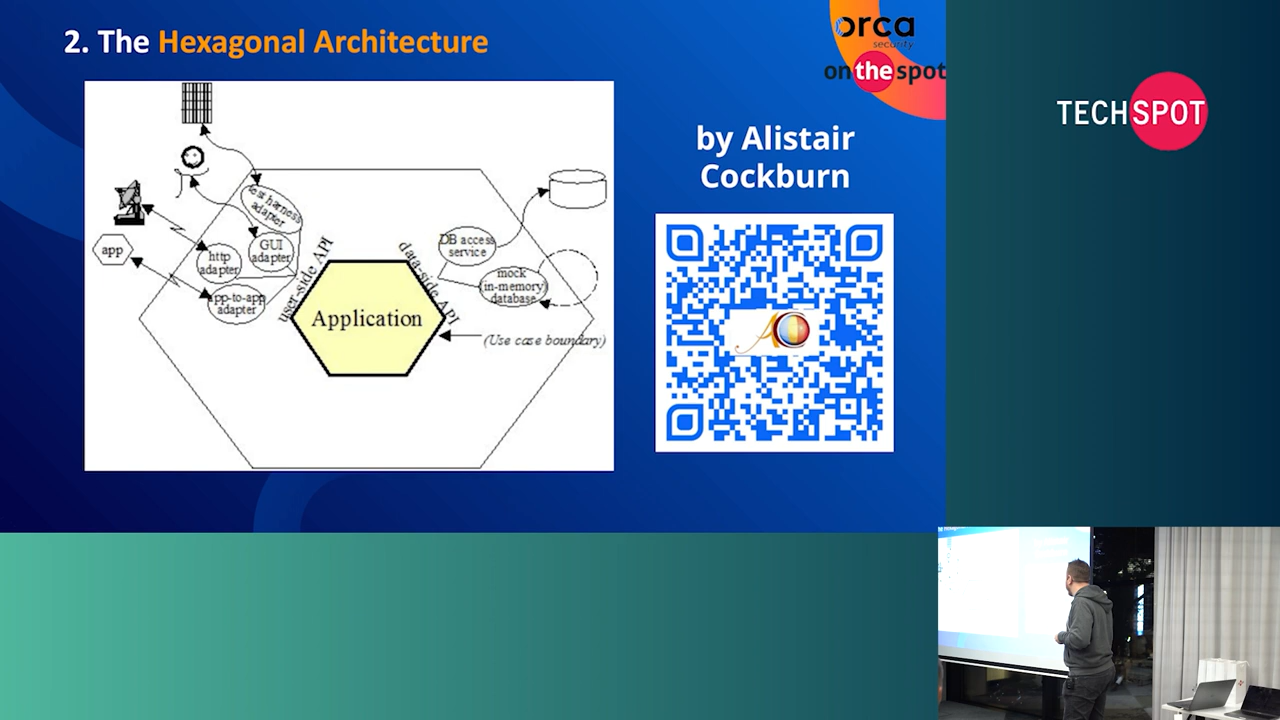 2. The Hexagonal Architecture
orca
security
on the spot
TECHSPOT
by Alistair
Cockburn
test harness
adapter
app
http
adapter
GUI
adapter
app-to-app
adapter
user-side API
Application
data-side API
DB access
service
mock
in-memory
database
(Use case boundary)